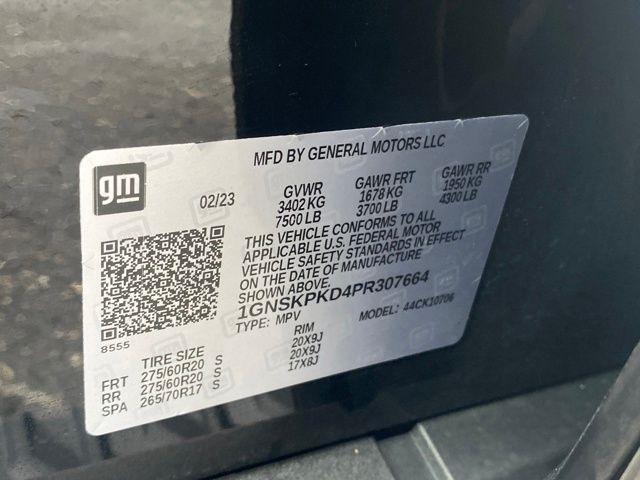 MFD BY GENERAL MOTORS LLC
gm
02/23
GVWR GAWR FRT GAWR RR
3402 KG 1678 KG 1950 KG
7500 LB 3700 LB 4300 LB
THIS VEHICLE CONFORMS TO ALL
APPLICABLE U.S. FEDERAL MOTOR
VEHICLE SAFETY STANDARDS IN EFFECT
ON THE DATE OF MANUFACTURE
SHOWN ABOVE.
1GNSKPKD4PR307664
TYPE: MPV MODEL: 44CK10706
8555
TIRE SIZE RIM
FRT 275/60R20 S 20X9J
RR 275/60R20 S 20X9J
SPA 265/70R17 S 17X8J